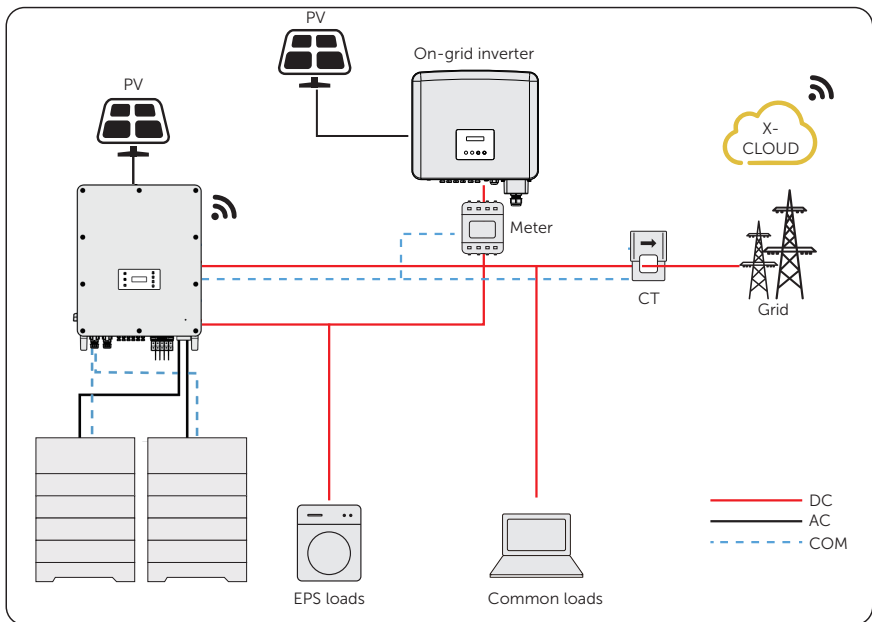 PV
On-grid inverter
PV
X-
CLOUD
Meter
CT
Grid
DC
AC
COM
EPS loads
Common loads